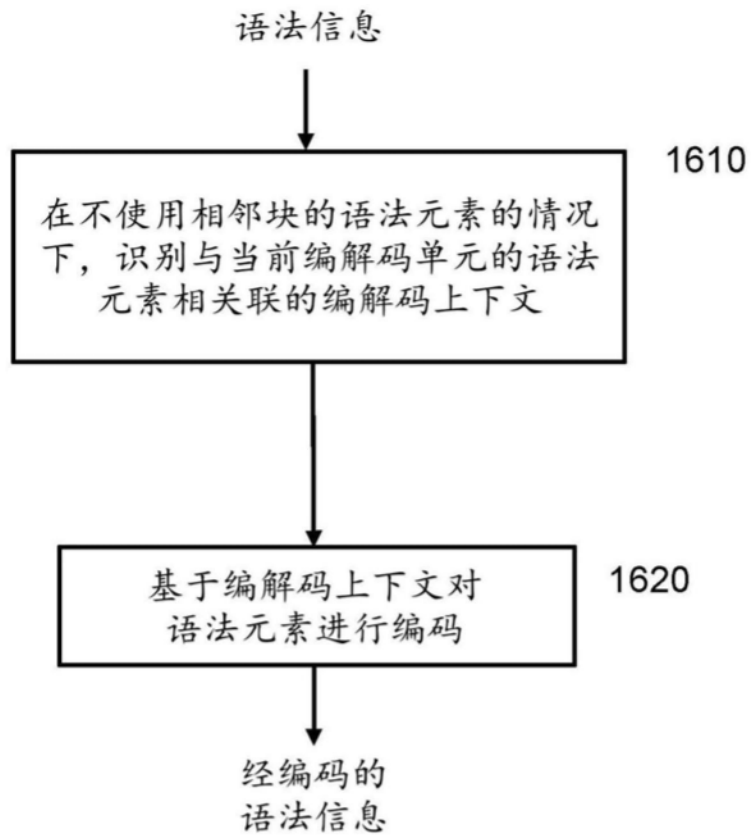 语法信息
1610
在不使用相邻块的语法元素的情况
下，识别与当前编解码单元的语法
元素相关联的编解码上下文
1620
基于编解码上下文对
语法元素进行编码
经编码的
语法信息